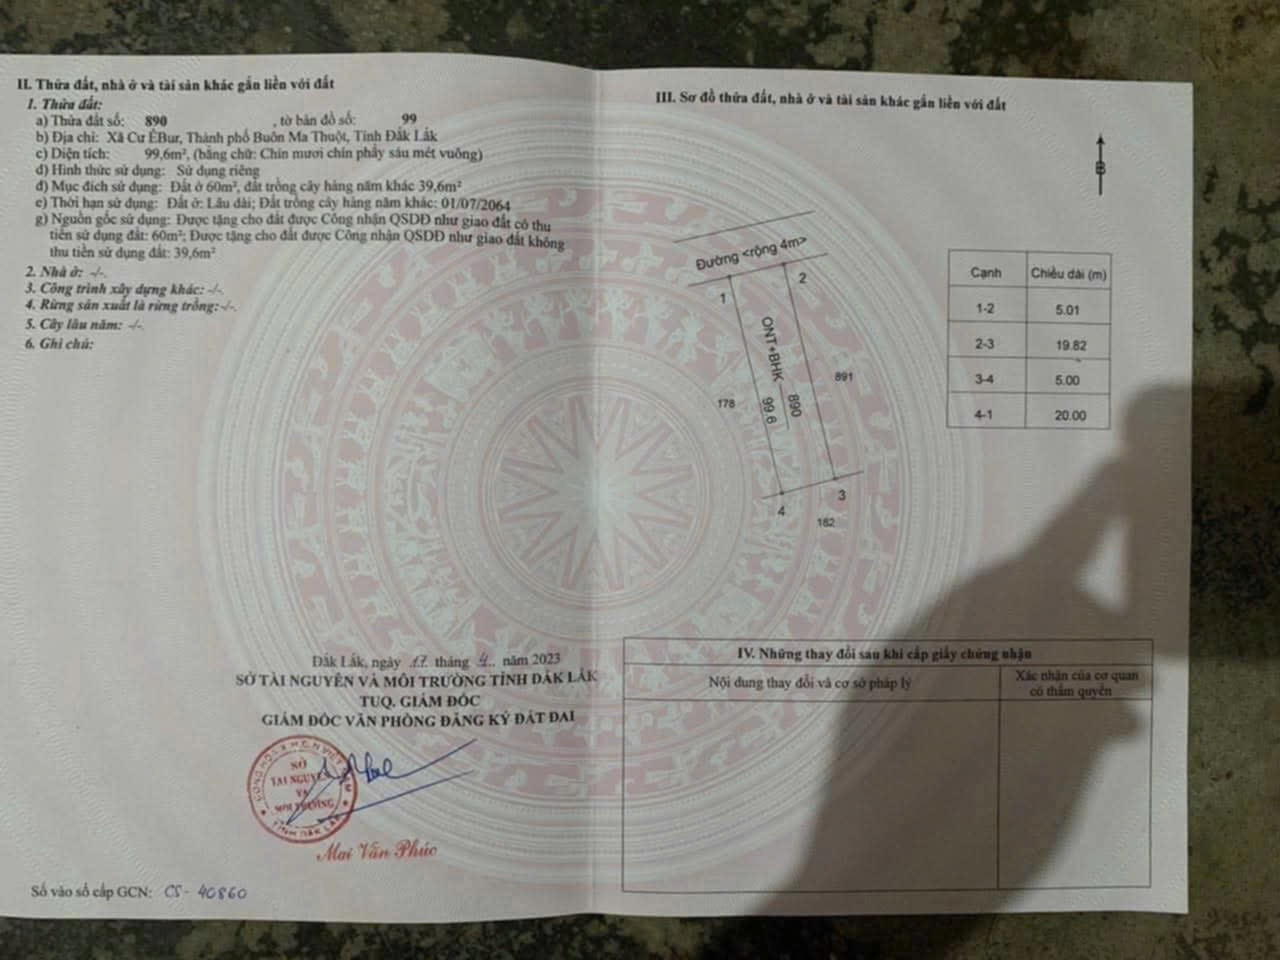 II. Thửa đất, nhà ở và tài sản khác gắn liền với đất
1. Thửa đất:
a) Thửa đất số: 890 , tờ bản đồ số: 99
b) Địa chỉ: Xã Cư ÊBur, Thành phố Buôn Ma Thuột, Tỉnh Đắk Lắk
c) Diện tích: 99,6m², (bằng chữ: Chín mươi chín phẩy sáu mét vuông)
d) Hình thức sử dụng: Sử dụng riêng
đ) Mục đích sử dụng: Đất ở 60m², đất trồng cây hàng năm khác 39,6m²
e) Thời hạn sử dụng: Đất ở: Lâu dài; Đất trồng cây hàng năm khác: 01/07/2064
g) Nguồn gốc sử dụng: Được tặng cho đất được Công nhận QSDĐ như giao đất có thu
tiền sử dụng đất: 60m²; Được tặng cho đất được Công nhận QSDĐ như giao đất không
thu tiền sử dụng đất: 39,6m²
2. Nhà ở: -/-.
3. Công trình xây dựng khác: -/-.
4. Rừng sản xuất là rừng trồng: -/-.
5. Cây lâu năm: -/-.
6. Ghi chú:
Đắk Lắk, ngày 17 tháng 4.. năm 2023
SỞ TÀI NGUYÊN VÀ MÔI TRƯỜNG TỈNH ĐẮK LẮK
TUQ. GIÁM ĐỐC
GIÁM ĐỐC VĂN PHÒNG ĐĂNG KÝ ĐẤT ĐAI
SỞ
TÀI NGUYÊN
VÀ
MÔI TRƯỜNG
TỈNH ĐẮK LẮK
Mai Văn Phúc
Số vào sổ cấp GCN: CS- 40860
III. Sơ đồ thửa đất, nhà ở và tài sản khác gắn liền với đất
B
Đường <rộng 4m>
1
2
ONT+BHK
890
99.6
178
891
3
4
182
Cạnh Chiều dài (m)
1-2 5.01
2-3 19.82
3-4 5.00
4-1 20.00
IV. Những thay đổi sau khi cấp giấy chứng nhận
Nội dung thay đổi và cơ sở pháp lý
Xác nhận của cơ quan
có thẩm quyền